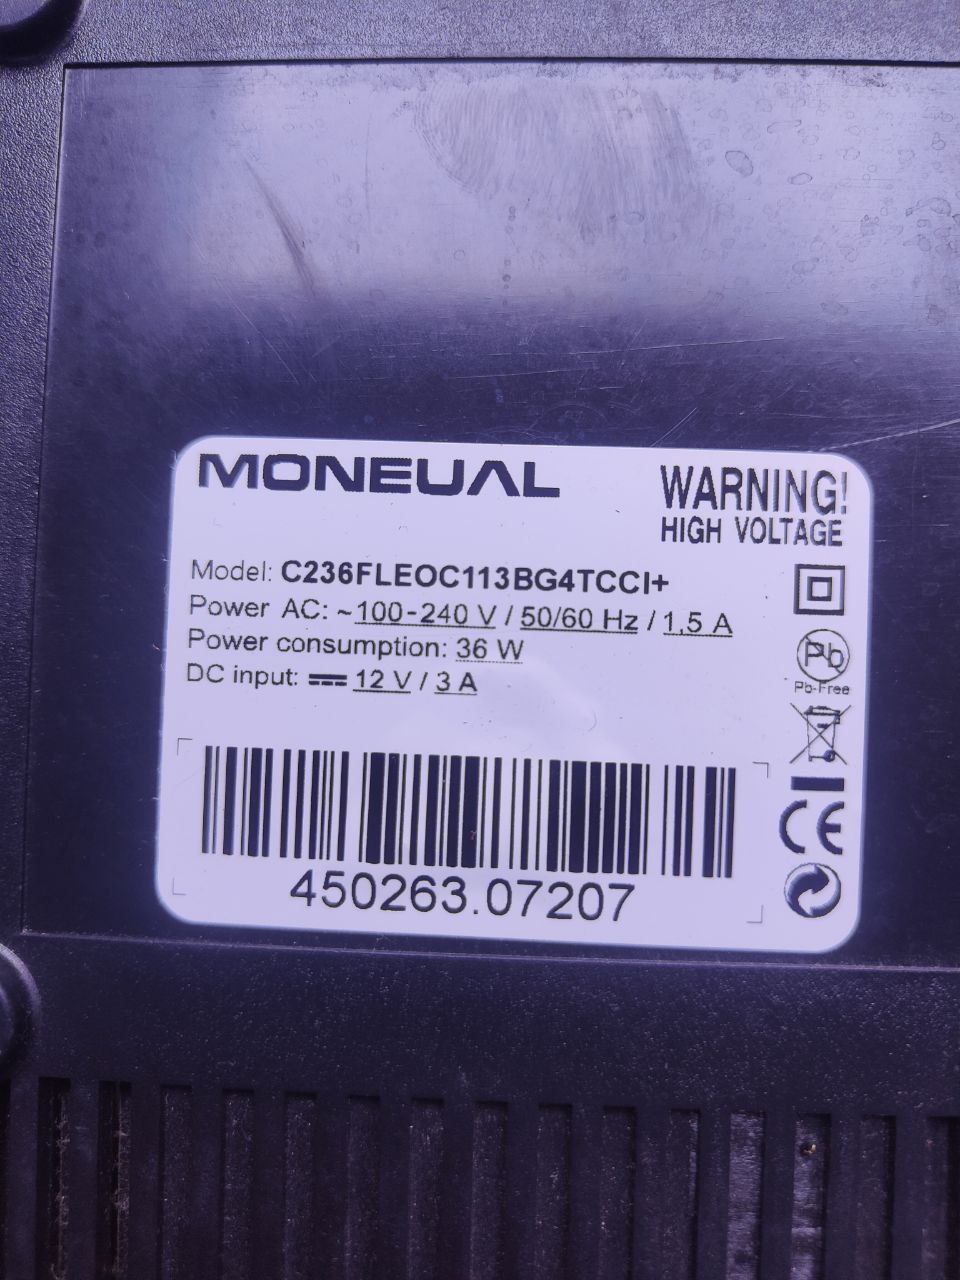 MONEUAL
WARNING!
HIGH VOLTAGE
Model: C236FLEOC113BG4TCCI+
Power AC: ~100-240 V / 50/60 Hz / 1,5 A
Power consumption: 36 W
DC input: ⎓ 12 V / 3 A
Pb
Pb-Free
CE
450263.07207